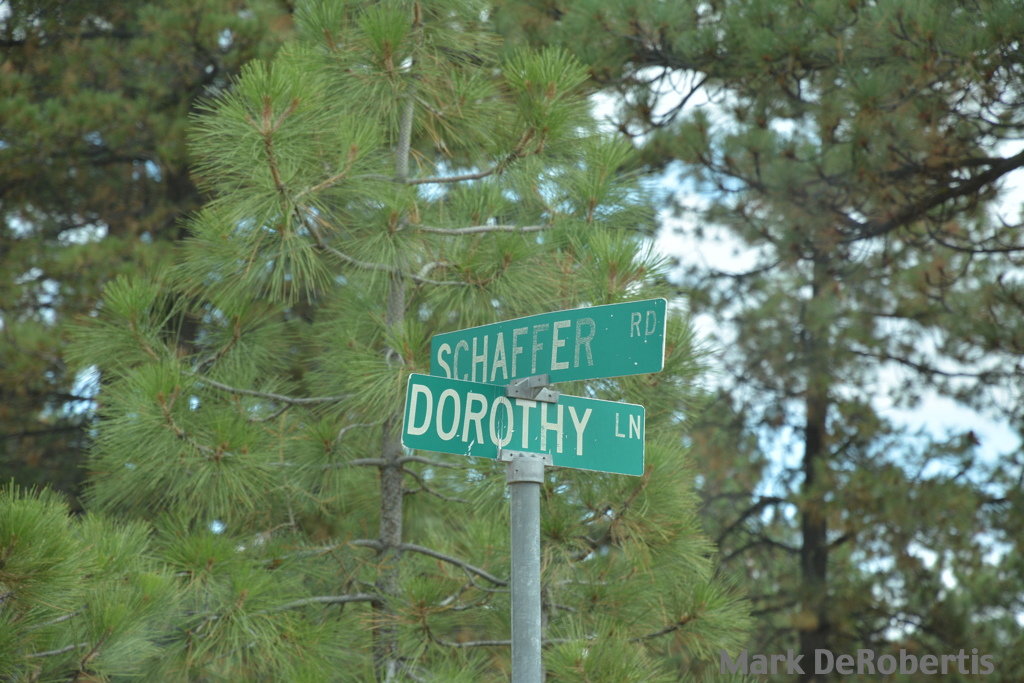 SCHAFFER RD
DOROTHY LN
Mark DeRobertis